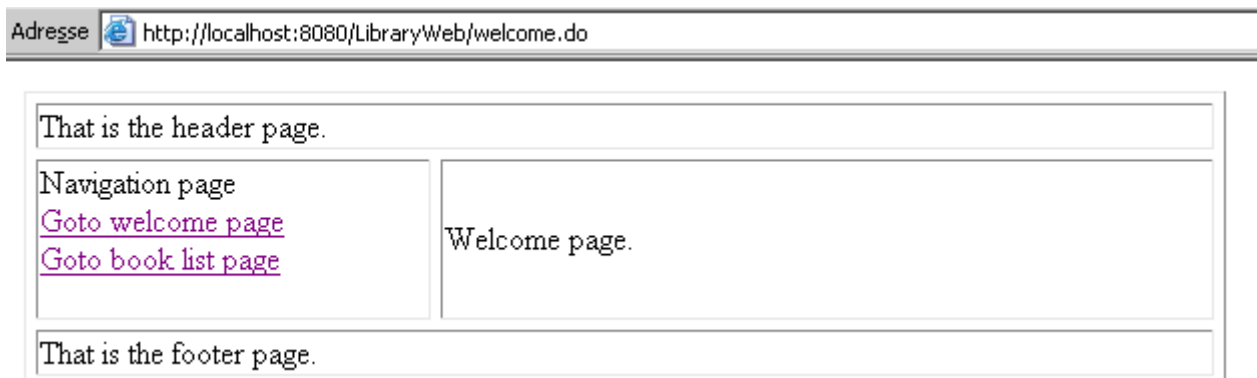 Adresse http://localhost:8080/LibraryWeb/welcome.do
That is the header page.
Navigation page
Goto welcome page
Goto book list page
Welcome page.
That is the footer page.